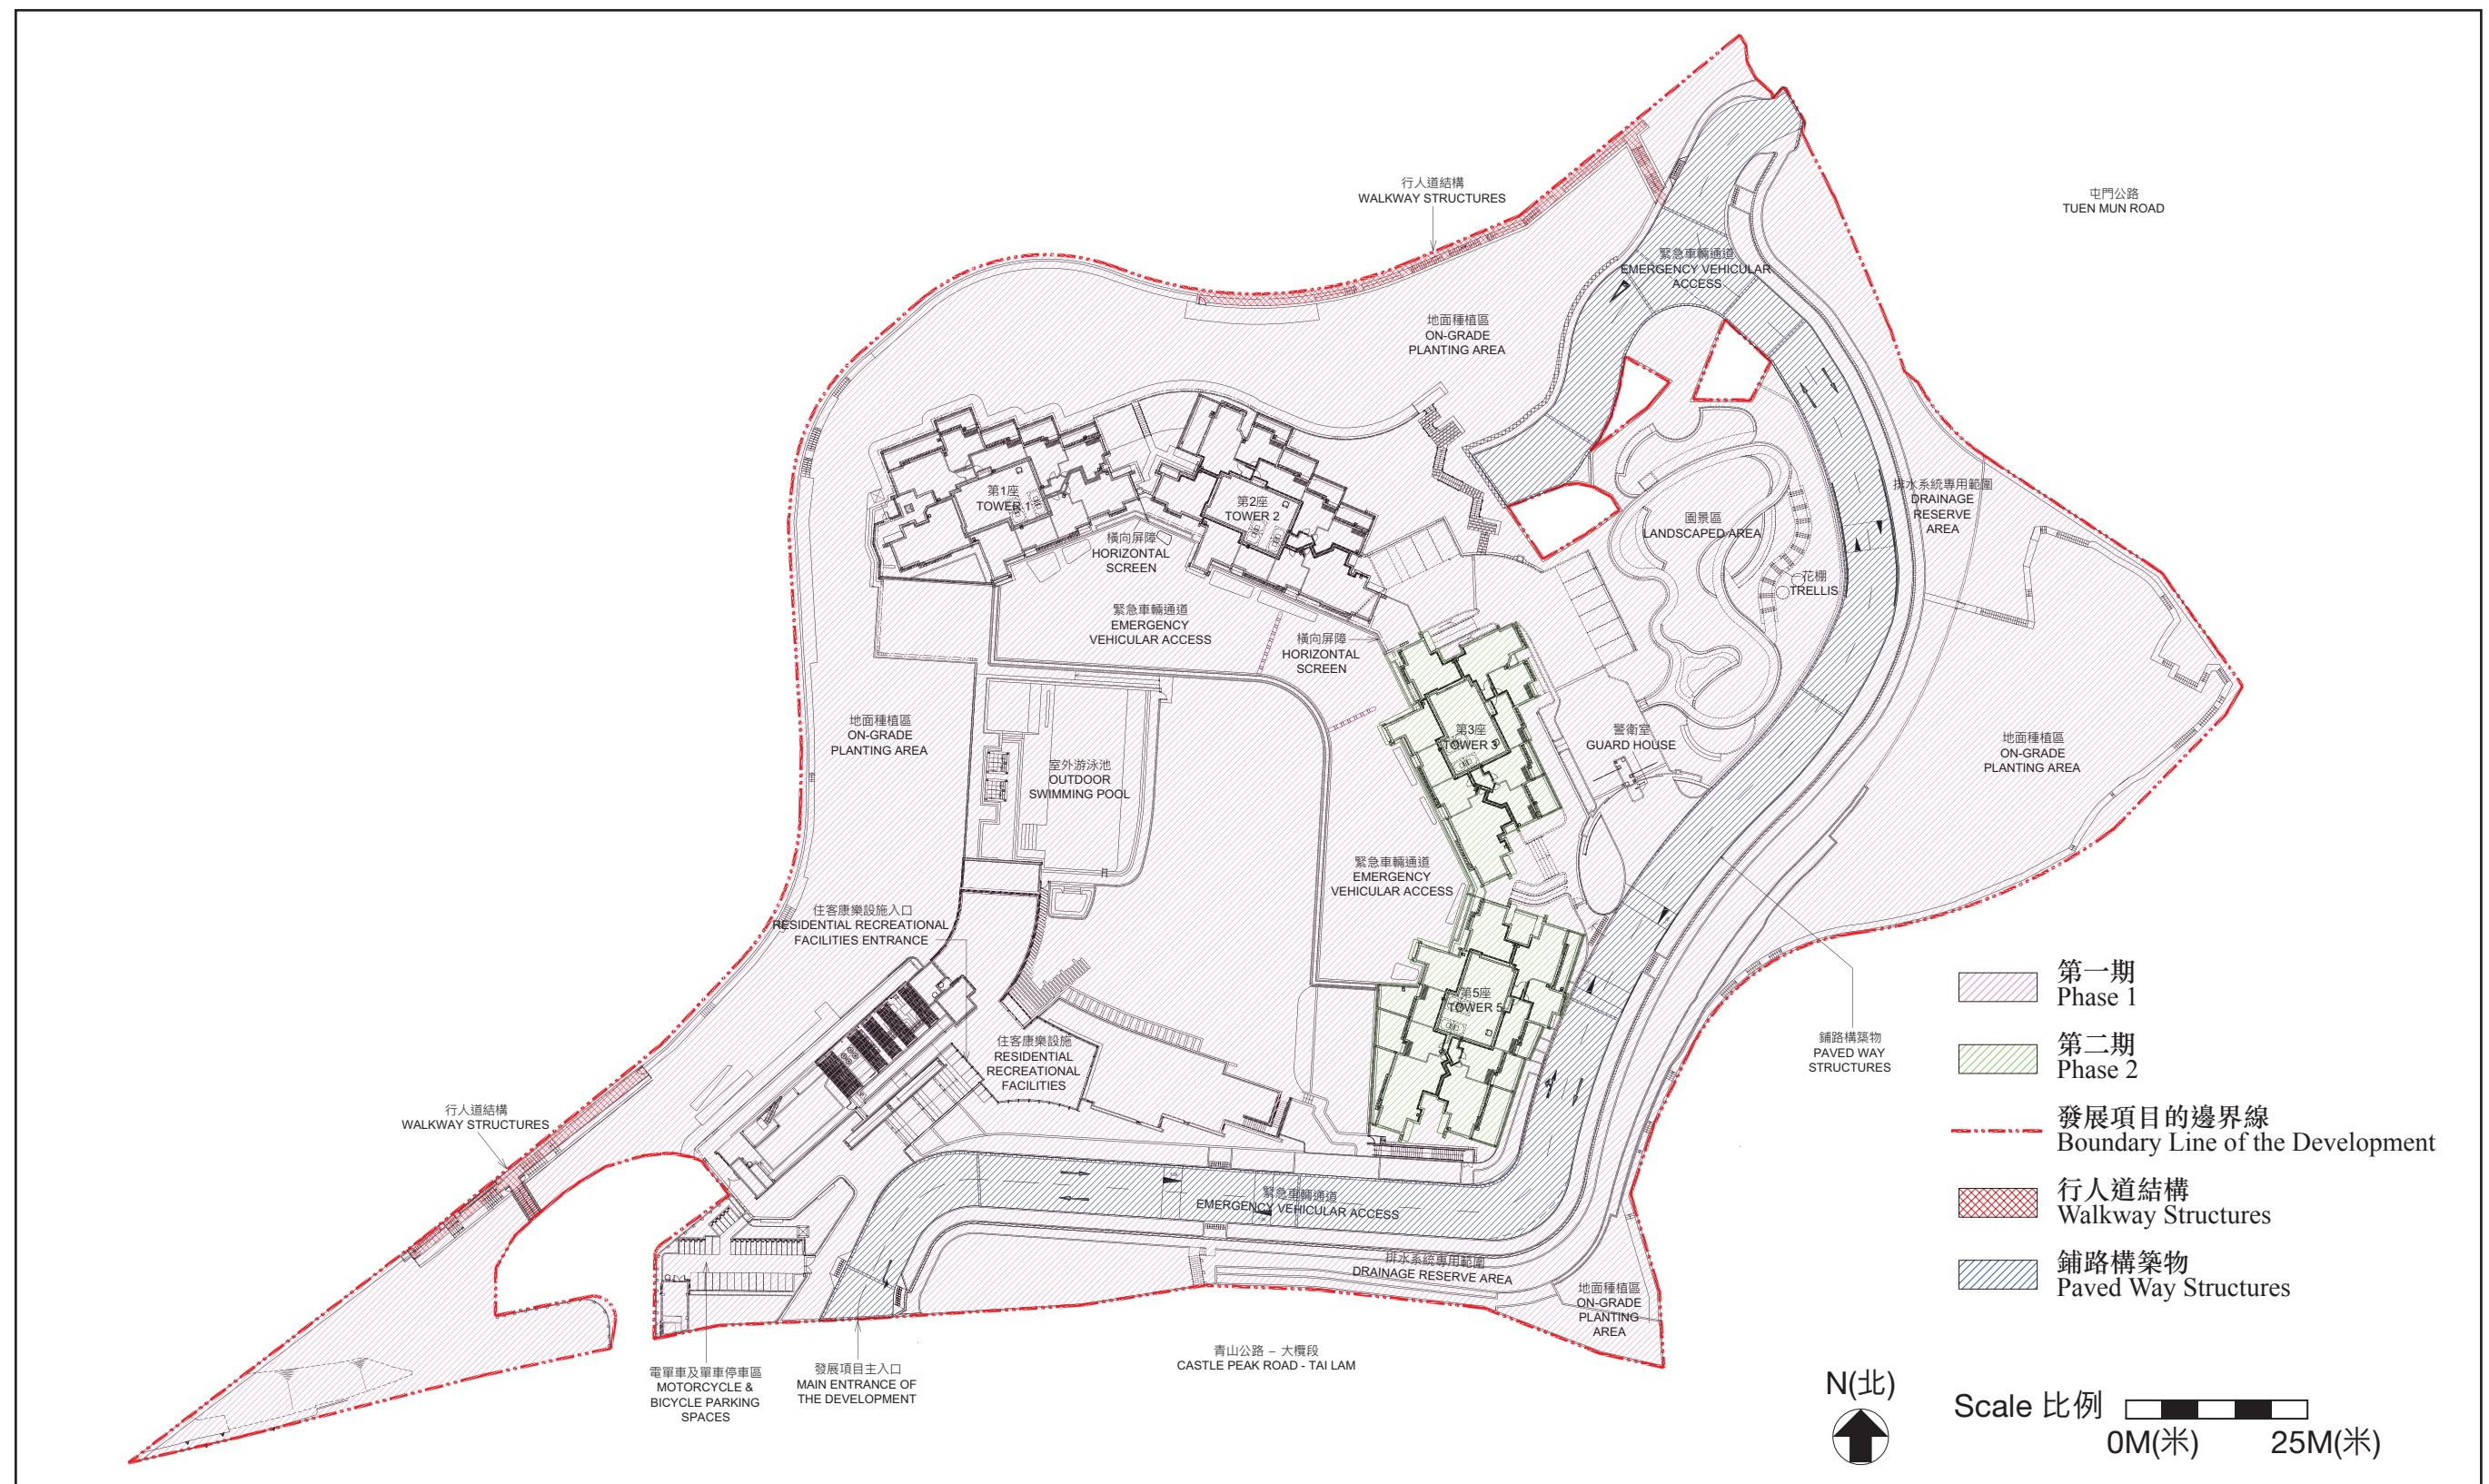 行人道結構
WALKWAY STRUCTURES
屯門公路
TUEN MUN ROAD
緊急車輛通道
EMERGENCY VEHICULAR
ACCESS
地面種植區
ON-GRADE
PLANTING AREA
第1座
TOWER 1
第2座
TOWER 2
橫向屏障
HORIZONTAL
SCREEN
園景區
LANDSCAPED AREA
排水系統專用範圍
DRAINAGE
RESERVE
AREA
花棚
TRELLIS
緊急車輛通道
EMERGENCY
VEHICULAR ACCESS
橫向屏障
HORIZONTAL
SCREEN
地面種植區
ON-GRADE
PLANTING AREA
室外游泳池
OUTDOOR
SWIMMING POOL
第3座
TOWER 3
警衛室
GUARD HOUSE
地面種植區
ON-GRADE
PLANTING AREA
緊急車輛通道
EMERGENCY
VEHICULAR ACCESS
住客康樂設施入口
RESIDENTIAL RECREATIONAL
FACILITIES ENTRANCE
第5座
TOWER 5
住客康樂設施
RESIDENTIAL
RECREATIONAL
FACILITIES
鋪路構築物
PAVED WAY
STRUCTURES
行人道結構
WALKWAY STRUCTURES
緊急車輛通道
EMERGENCY VEHICULAR ACCESS
排水系統專用範圍
DRAINAGE RESERVE AREA
地面種植區
ON-GRADE
PLANTING
AREA
青山公路 – 大欖段
CASTLE PEAK ROAD - TAI LAM
電單車及單車停車區
MOTORCYCLE &
BICYCLE PARKING
SPACES
發展項目主入口
MAIN ENTRANCE OF
THE DEVELOPMENT
第一期
Phase 1
第二期
Phase 2
發展項目的邊界線
Boundary Line of the Development
行人道結構
Walkway Structures
鋪路構築物
Paved Way Structures
N(北)
Scale 比例
0M(米) 25M(米)